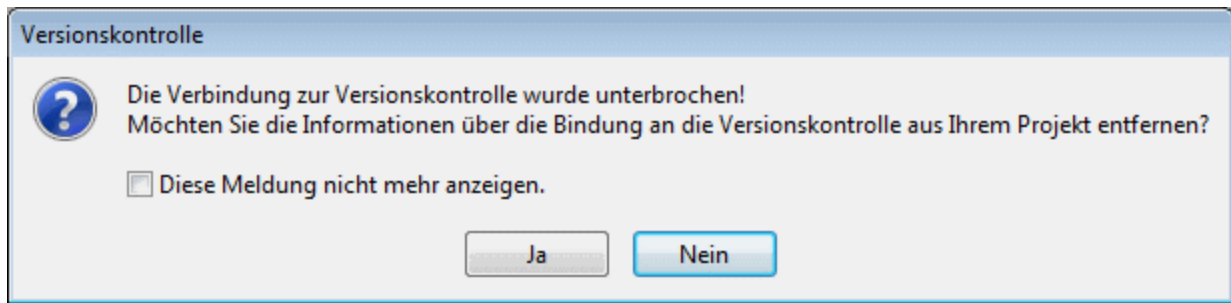 Versionskontrolle
Die Verbindung zur Versionskontrolle wurde unterbrochen!
Möchten Sie die Informationen über die Bindung an die Versionskontrolle aus Ihrem Projekt entfernen?
Diese Meldung nicht mehr anzeigen.
Ja
Nein